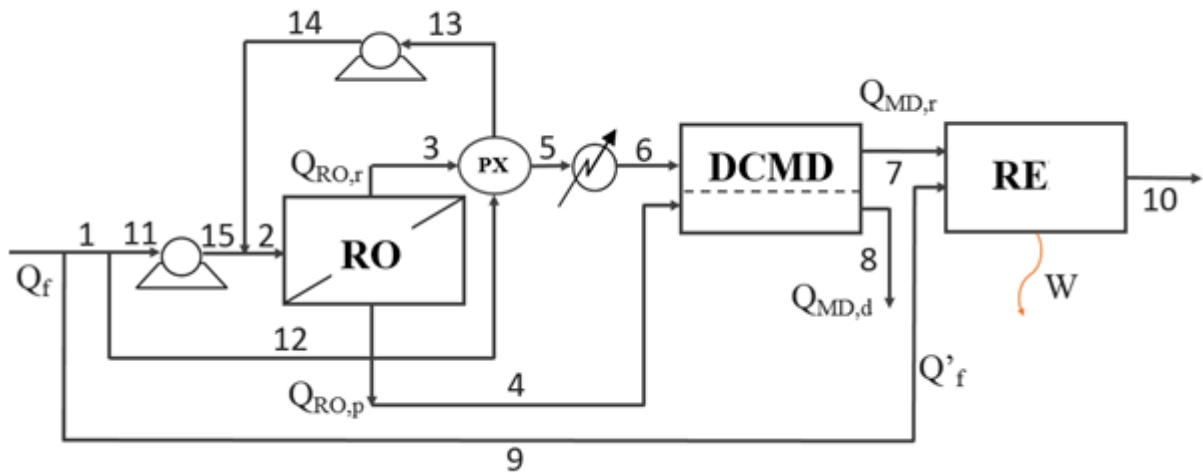 14
13
Q_MD,r
Q_RO,r
3
PX
5
6
DCMD
7
RE
10
1
11
15
2
RO
Q_f
8
W
12
Q_MD,d
Q_RO,p
4
Q'_f
9